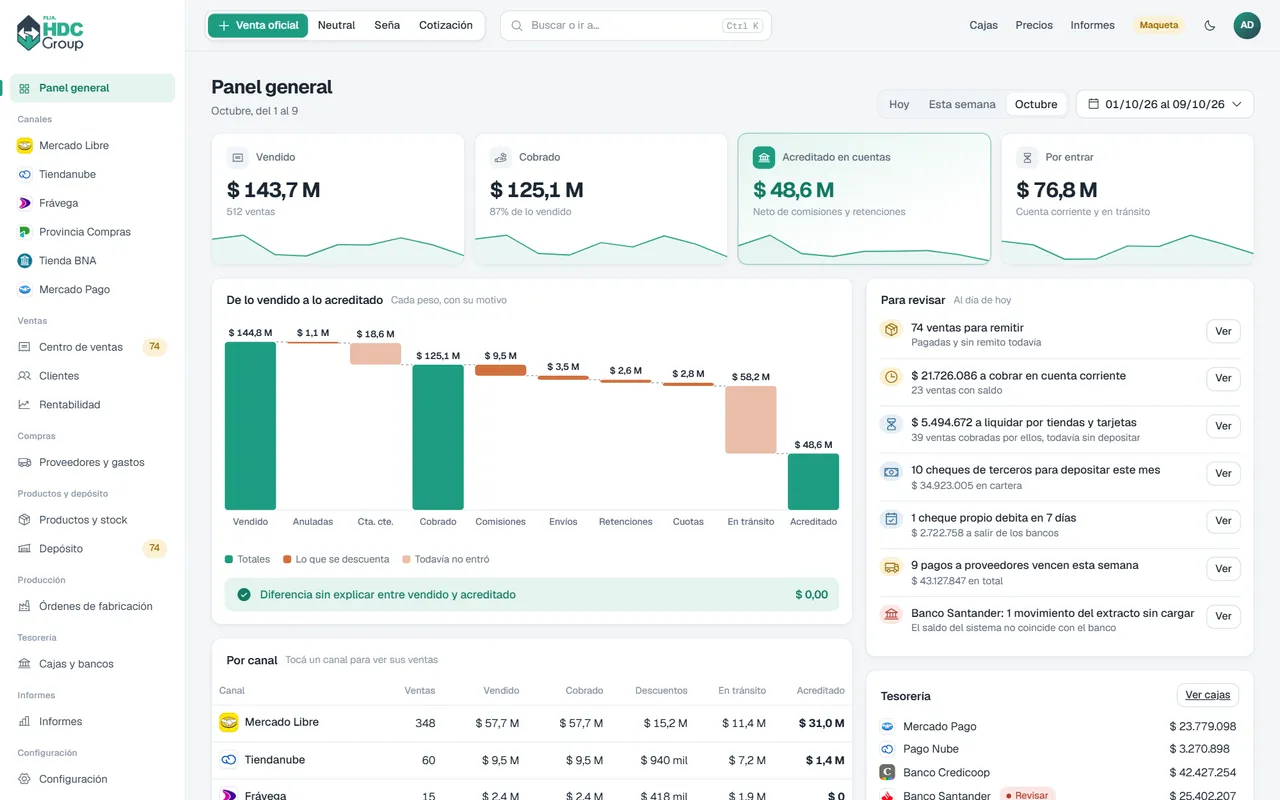 FLIA.
HDC
Group
Panel general
Canales
Mercado Libre
Tiendanube
Frávega
Provincia Compras
Tienda BNA
Mercado Pago
Ventas
Centro de ventas 74
Clientes
Rentabilidad
Compras
Proveedores y gastos
Productos y depósito
Productos y stock
Depósito 74
Producción
Órdenes de fabricación
Tesorería
Cajas y bancos
Informes
Informes
Configuración
Configuración
+ Venta oficial Neutral Seña Cotización
Buscar o ir a... Ctrl K
Cajas Precios Informes Maqueta AD
Panel general
Octubre, del 1 al 9
Hoy Esta semana Octubre 01/10/26 al 09/10/26
Vendido
$ 143,7 M
512 ventas
Cobrado
$ 125,1 M
87% de lo vendido
Acreditado en cuentas
$ 48,6 M
Neto de comisiones y retenciones
Por entrar
$ 76,8 M
Cuenta corriente y en tránsito
De lo vendido a lo acreditado Cada peso, con su motivo
$ 144,8 M $ 1,1 M $ 18,6 M $ 125,1 M $ 9,5 M $ 3,5 M $ 2,6 M $ 2,8 M $ 58,2 M $ 48,6 M
Vendido Anuladas Cta. cte. Cobrado Comisiones Envíos Retenciones Cuotas En tránsito Acreditado
Totales Lo que se descuenta Todavía no entró
Diferencia sin explicar entre vendido y acreditado $ 0,00
Por canal Tocá un canal para ver sus ventas
Canal Ventas Vendido Cobrado Descuentos En tránsito Acreditado
Mercado Libre 348 $ 57,7 M $ 57,7 M $ 15,2 M $ 11,4 M $ 31,0 M
Tiendanube 60 $ 9,5 M $ 9,5 M $ 940 mil $ 7,2 M $ 1,4 M
Frávega 15 $ 2,4 M $ 2,4 M $ 418 mil $ 1,9 M $ 0
Para revisar Al día de hoy
74 ventas para remitir
Pagadas y sin remito todavía
Ver
$ 21.726.086 a cobrar en cuenta corriente
23 ventas con saldo
Ver
$ 5.494.672 a liquidar por tiendas y tarjetas
39 ventas cobradas por ellos, todavía sin depositar
Ver
10 cheques de terceros para depositar este mes
$ 34.923.005 en cartera
Ver
1 cheque propio debita en 7 días
$ 2.722.758 a salir de los bancos
Ver
9 pagos a proveedores vencen esta semana
$ 43.127.847 en total
Ver
Banco Santander: 1 movimiento del extracto sin cargar
El saldo del sistema no coincide con el banco
Ver
Tesorería Ver cajas
Mercado Pago $ 23.779.098
Pago Nube $ 3.270.898
Banco Credicoop $ 42.427.254
Banco Santander Revisar $ 25.402.207